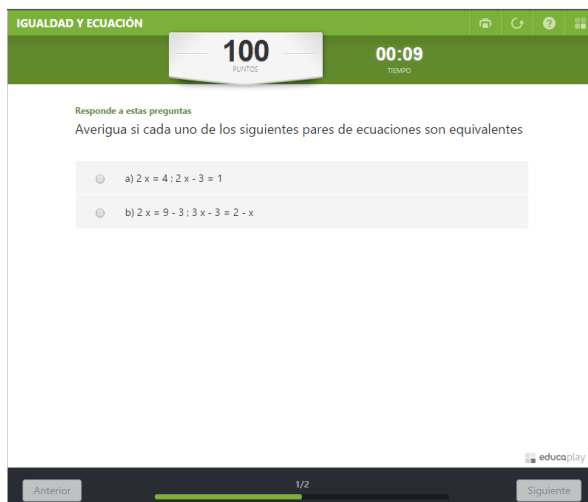 IGUALDAD Y ECUACIÓN
100
PUNTOS
00:09
TIEMPO
Responde a estas preguntas
Averigua si cada uno de los siguientes pares de ecuaciones son equivalentes
a) 2 x = 4 ; 2 x - 3 = 1
b) 2 x = 9 - 3 ; 3 x - 3 = 2 - x
educaplay
Anterior
1/2
Siguiente